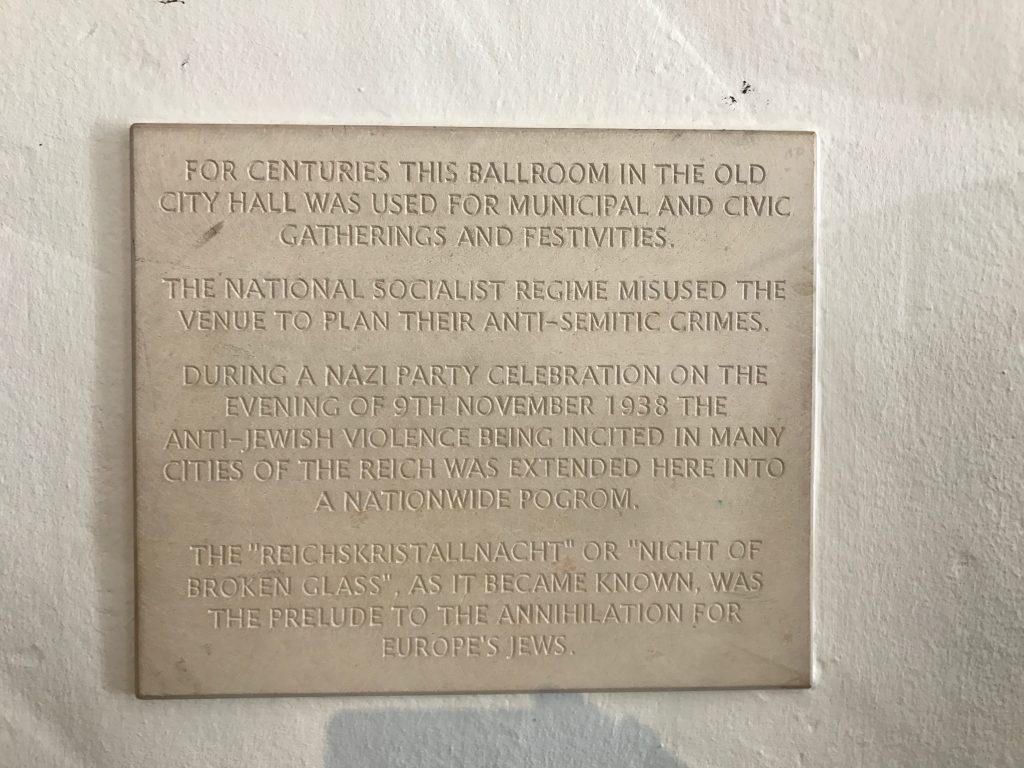 FOR CENTURIES THIS BALLROOM IN THE OLD
CITY HALL WAS USED FOR MUNICIPAL AND CIVIC
GATHERINGS AND FESTIVITIES.
THE NATIONAL SOCIALIST REGIME MISUSED THE
VENUE TO PLAN THEIR ANTI-SEMITIC CRIMES.
DURING A NAZI PARTY CELEBRATION ON THE
EVENING OF 9TH NOVEMBER 1938 THE
ANTI-JEWISH VIOLENCE BEING INCITED IN MANY
CITIES OF THE REICH WAS EXTENDED HERE INTO
A NATIONWIDE POGROM.
THE "REICHSKRISTALLNACHT" OR "NIGHT OF
BROKEN GLASS", AS IT BECAME KNOWN, WAS
THE PRELUDE TO THE ANNIHILATION FOR
EUROPE'S JEWS.